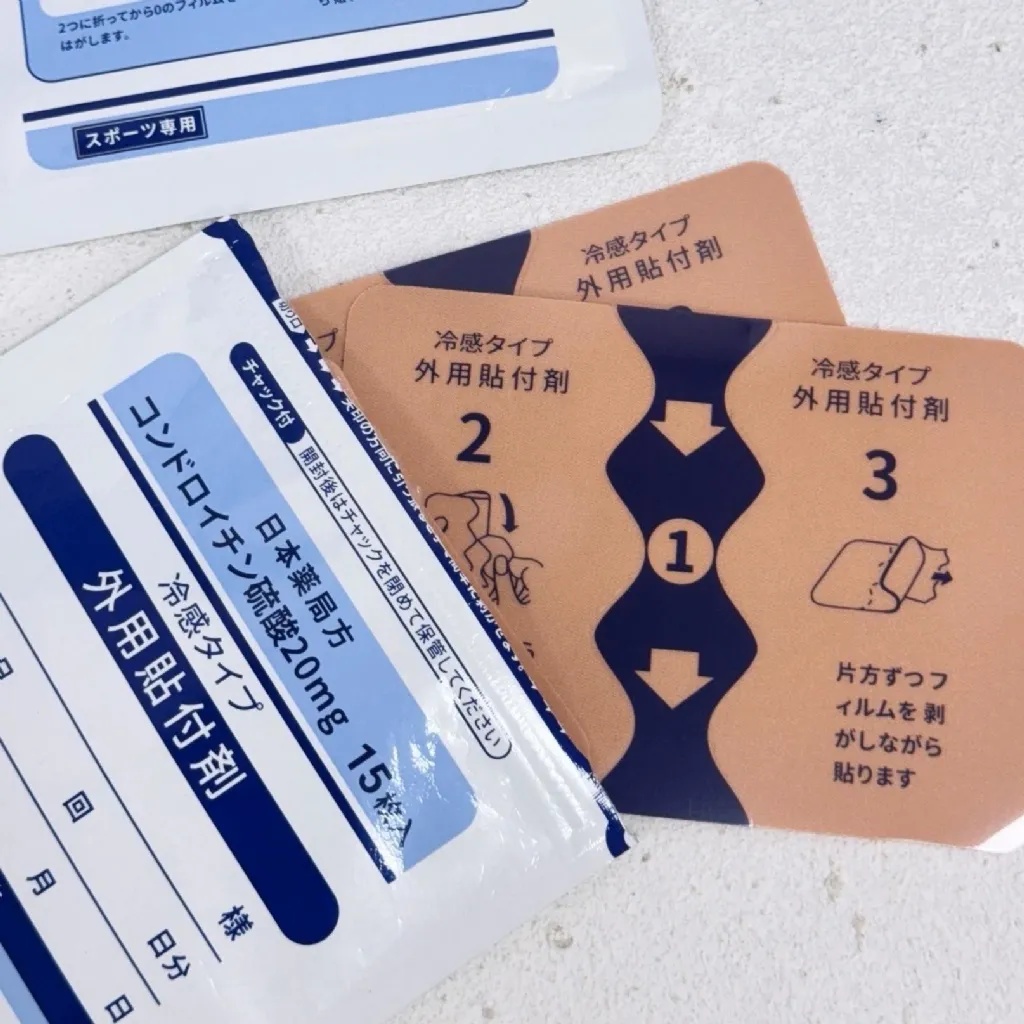 2つに折ってから0のフィルムを
はがします。
スポーツ専用
冷感タイプ
外用貼付剤
冷感タイプ
外用貼付剤
2
1
冷感タイプ
外用貼付剤
3
片方ずつフ
ィルムを 剥
がしながら
貼ります
切り口
チャック付
開封後はチャックを閉めて保管してください
日本薬局方
コンドロイチン硫酸20mg 15枚入
冷感タイプ
外用貼付剤
様
回
日分
月
日
日